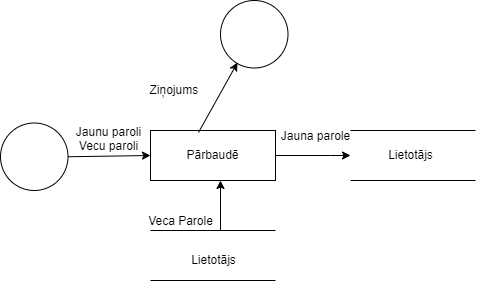 Ziņojums
Jaunu paroli
Vecu paroli
Pārbaudē
Jauna parole
Lietotājs
Veca Parole
Lietotājs